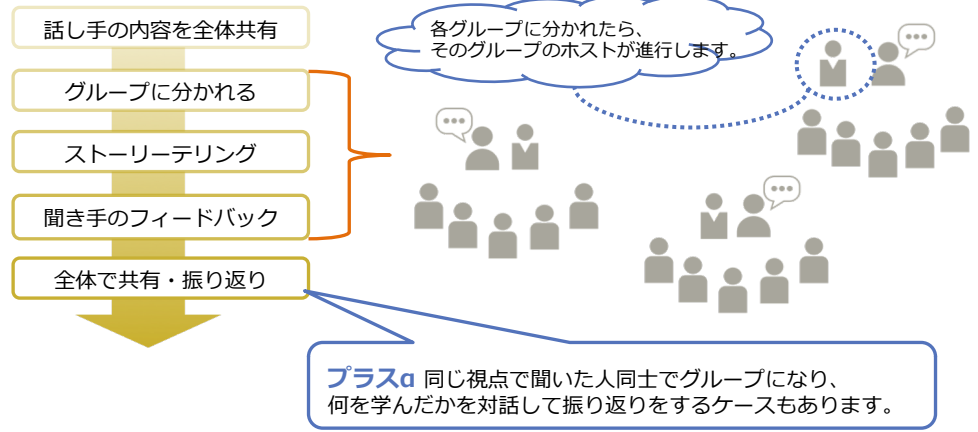 話し手の内容を全体共有
グループに分かれる
ストーリーテリング
聞き手のフィードバック
全体で共有・振り返り
各グループに分かれたら、
そのグループのホストが進行します。
プラスα 同じ視点で聞いた人同士でグループになり、
何を学んだかを対話して振り返りをするケースもあります。